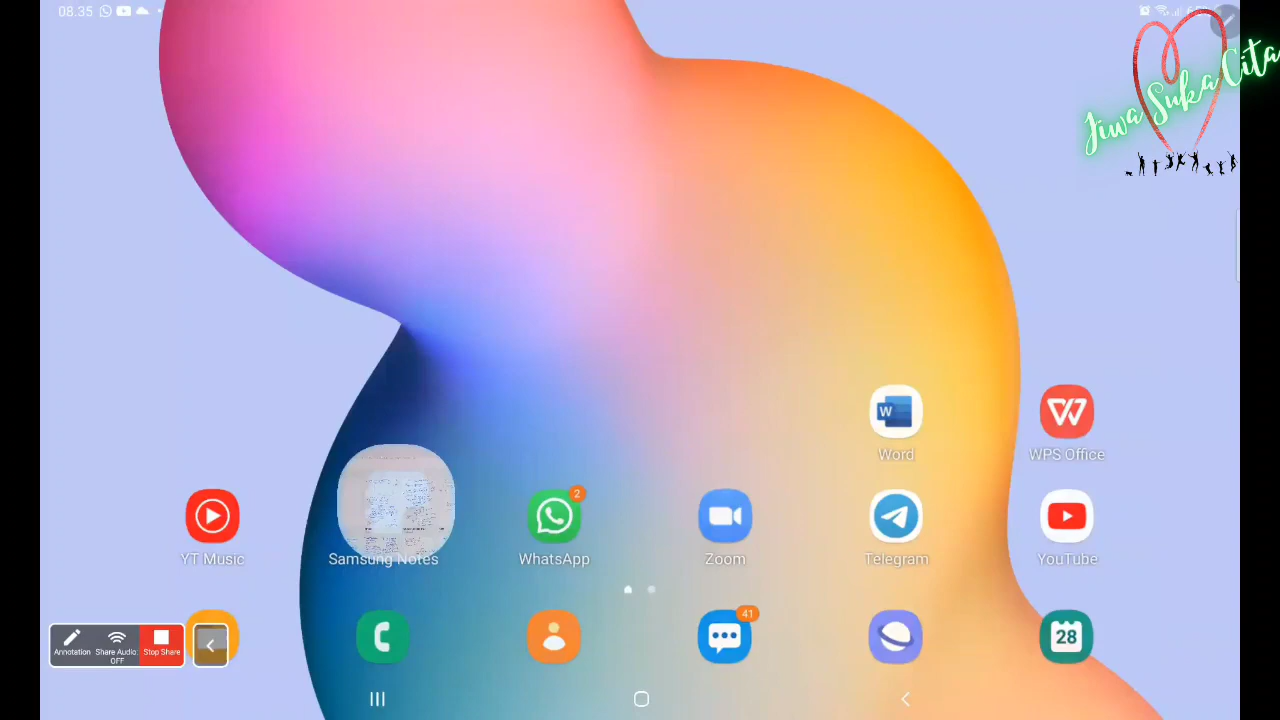 08.35
Jiwa Suka Cita
W
Word
WPS Office
2
YT Music
Samsung Notes
WhatsApp
Zoom
Telegram
YouTube
41
28
Annotation
Share Audio:
OFF
Stop Share